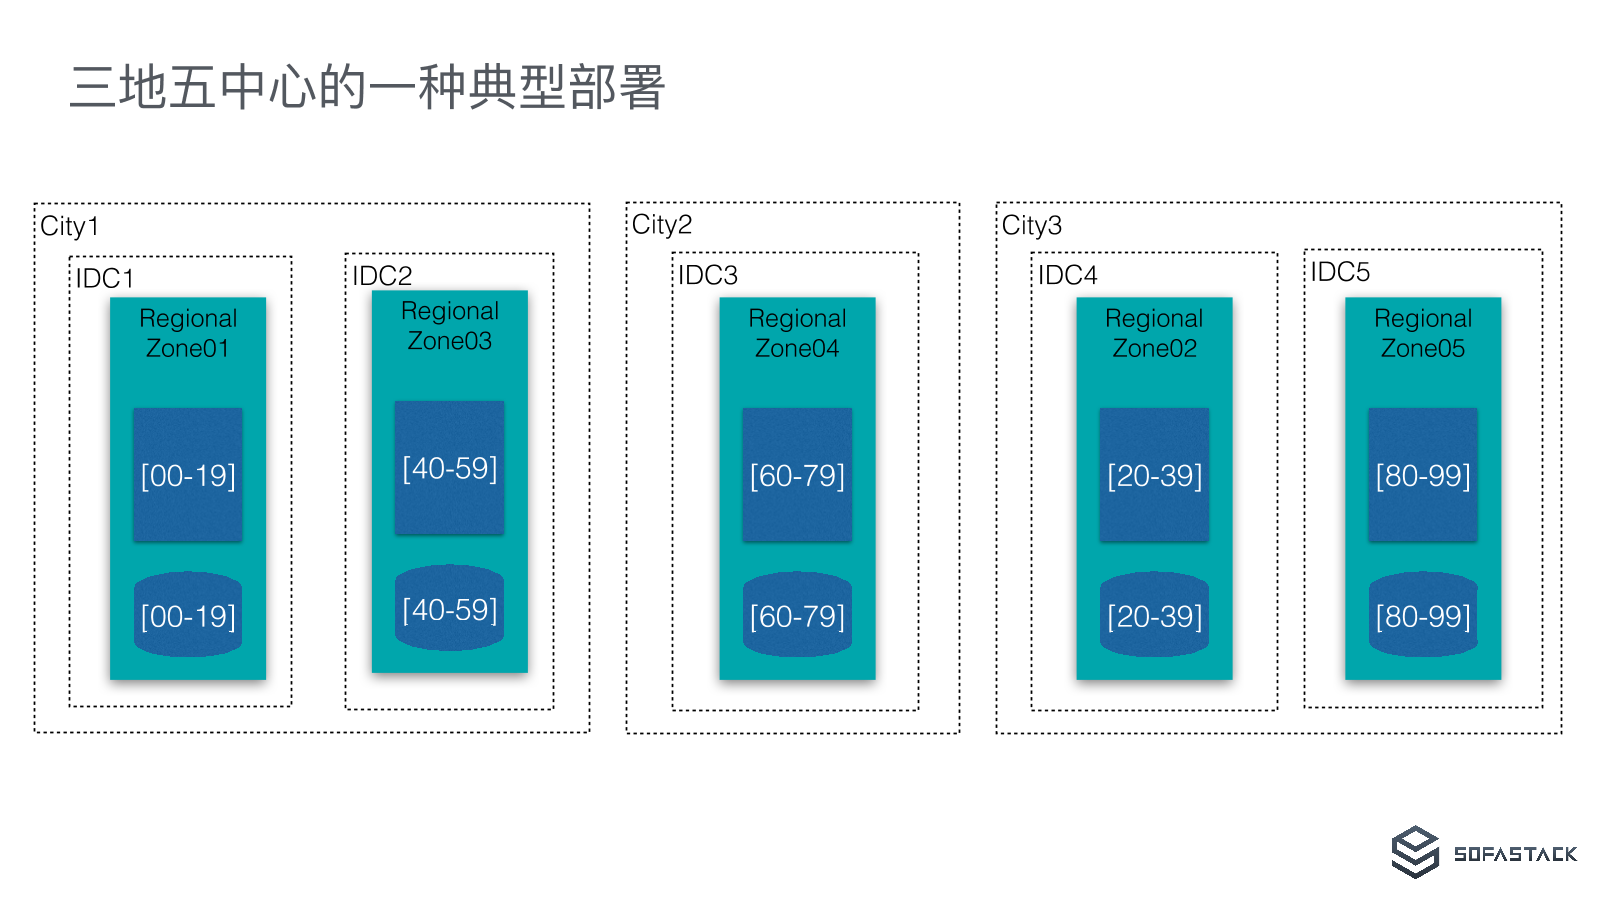 三地五中心的一种典型部署
City1
IDC1
Regional
Zone01
[00-19]
[00-19]
IDC2
Regional
Zone03
[40-59]
[40-59]
City2
IDC3
Regional
Zone04
[60-79]
[60-79]
City3
IDC4
Regional
Zone02
[20-39]
[20-39]
IDC5
Regional
Zone05
[80-99]
[80-99]
SOFASTACK